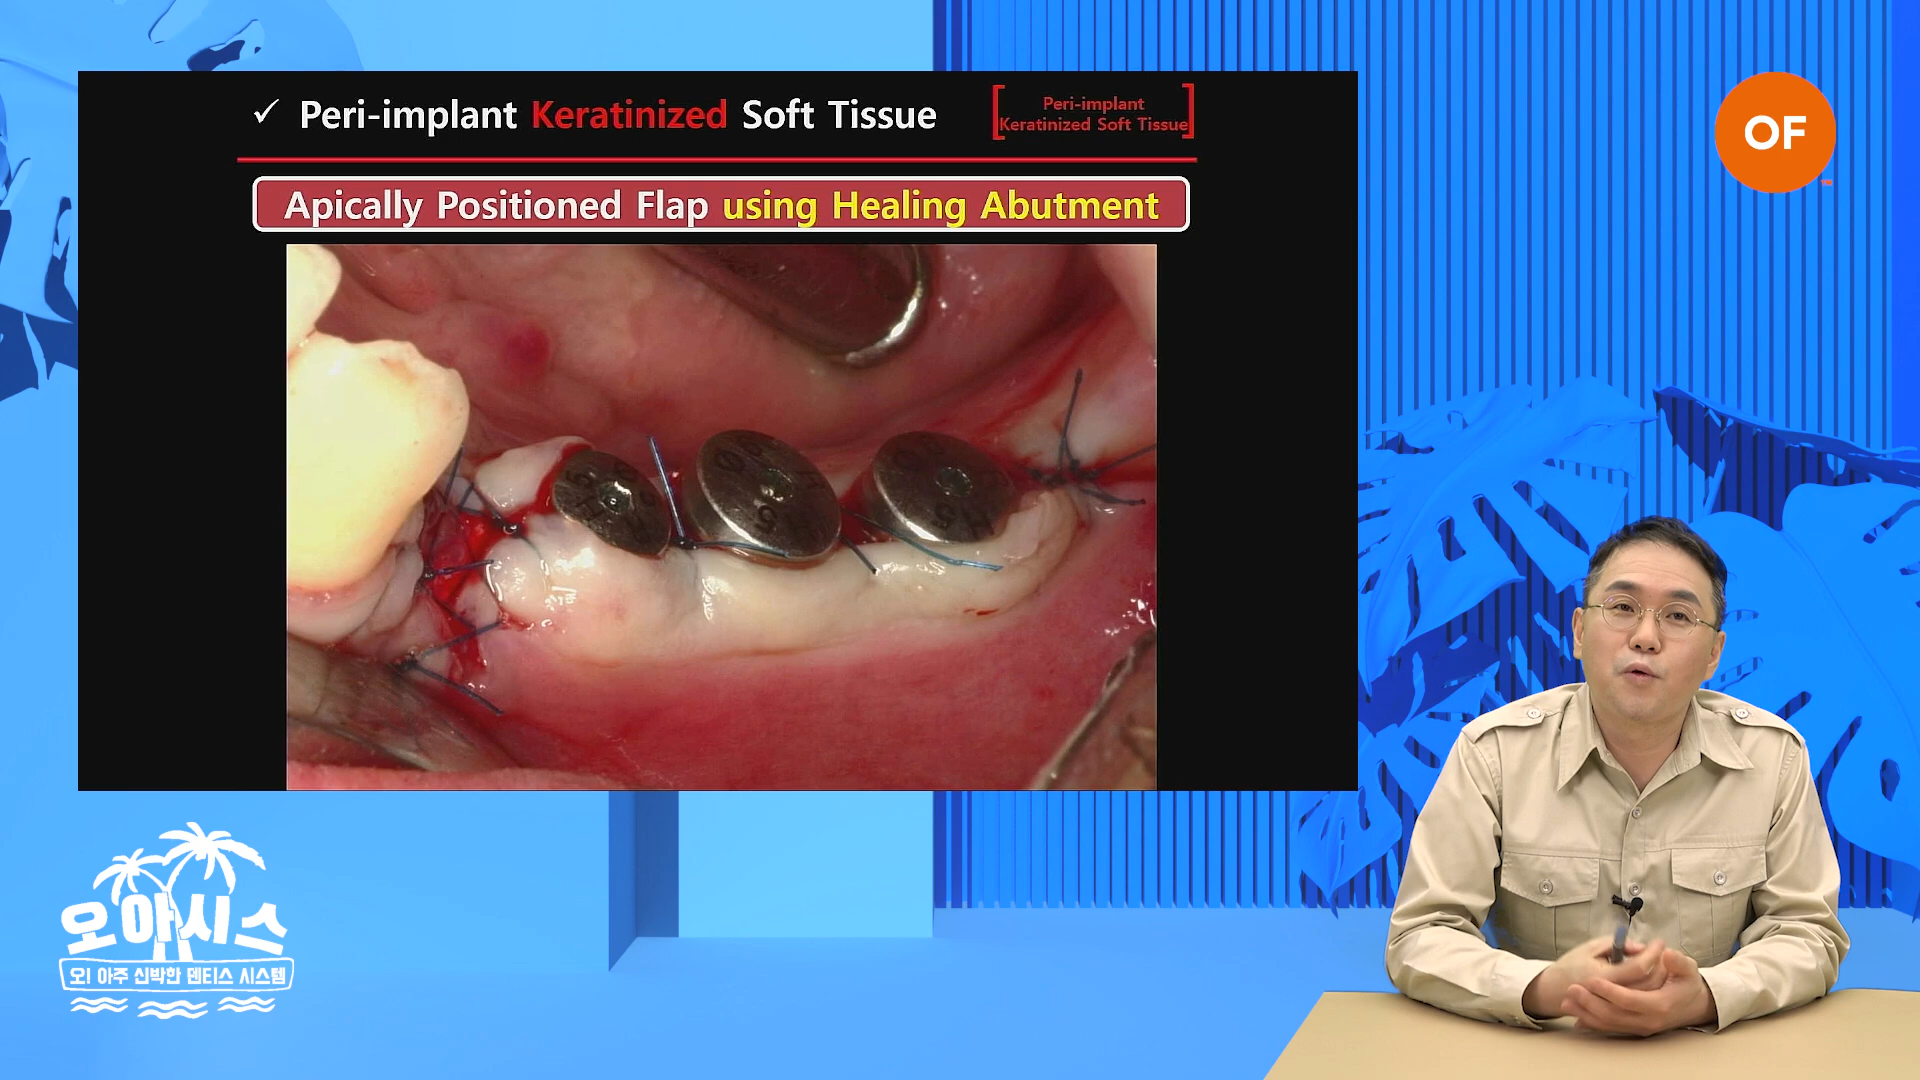 ✓ Peri-implant Keratinized Soft Tissue
Peri-implant
Keratinized Soft Tissue
Apically Positioned Flap using Healing Abutment
OF
오아시스
오! 아주 신박한 덴티스 시스템